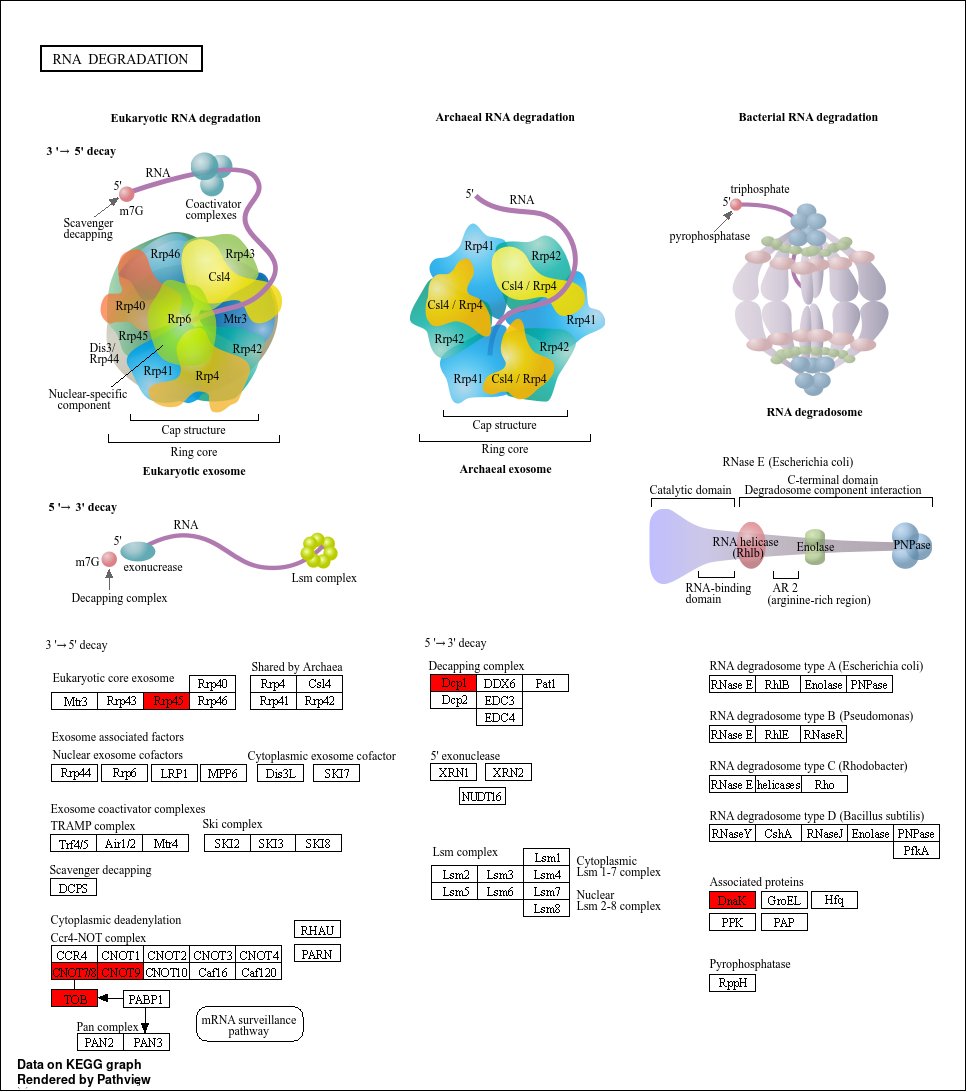 RNA DEGRADATION
Eukaryotic RNA degradation
Archaeal RNA degradation
Bacterial RNA degradation
3 '→ 5' decay
RNA
5'
m7G
Scavenger
decapping
Coactivator
complexes
Rrp46
Rrp43
Csl4
Rrp40
Rrp6
Mtr3
Rrp45
Rrp42
Dis3/
Rrp44
Rrp41
Rrp4
Nuclear-specific
component
Cap structure
Ring core
Eukaryotic exosome
5'
RNA
Rrp41
Rrp42
Csl4 / Rrp4
Csl4 / Rrp4
Rrp41
Rrp42
Rrp42
Rrp41
Csl4 / Rrp4
Cap structure
Ring core
Archaeal exosome
triphosphate
5'
pyrophosphatase
RNA degradosome
5 '→ 3' decay
RNA
5'
m7G
exonucrease
Lsm complex
Decapping complex
RNase E (Escherichia coli)
C-terminal domain
Catalytic domain
Degradosome component interaction
RNA helicase
(Rhlb)
Enolase
PNPase
RNA-binding
domain
AR 2
(arginine-rich region)
3 '→ 5' decay
Eukaryotic core exosome
Rrp40
Mtr3 Rrp43 Rrp45 Rrp46
Shared by Archaea
Rrp4 Csl4
Rrp41 Rrp42
Exosome associated factors
Nuclear exosome cofactors
Rrp44 Rrp6 LRP1 MPP6
Cytoplasmic exosome cofactor
Dis3L SKI7
Exosome coactivator complexes
TRAMP complex
Trf4/5 Air1/2 Mtr4
Ski complex
SKI2 SKI3 SKI8
Scavenger decapping
DCPS
Cytoplasmic deadenylation
Ccr4-NOT complex
CCR4 CNOT1 CNOT2 CNOT3 CNOT4
CNOT7/8 CNOT9 CNOT10 Caf16 Caf120
RHAU
PARN
TOB
PABP1
Pan complex
PAN2 PAN3
mRNA surveillance
pathway
5 '→ 3' decay
Decapping complex
Dcp1 DDX6 Pat1
Dcp2 EDC3
EDC4
5' exonuclease
XRN1 XRN2
NUDT16
Lsm complex
Lsm1
Lsm2 Lsm3 Lsm4
Lsm5 Lsm6 Lsm7
Lsm8
Cytoplasmic
Lsm 1-7 complex
Nuclear
Lsm 2-8 complex
RNA degradosome type A (Escherichia coli)
RNase E RhlB Enolase PNPase
RNA degradosome type B (Pseudomonas)
RNase E RhlE RNaseR
RNA degradosome type C (Rhodobacter)
RNase E helicases Rho
RNA degradosome type D (Bacillus subtilis)
RNaseY CshA RNaseJ Enolase PNPase
PfkA
Associated proteins
DnaK GroEL Hfq
PPK PAP
Pyrophosphatase
RppH
Data on KEGG graph
Rendered by Pathview